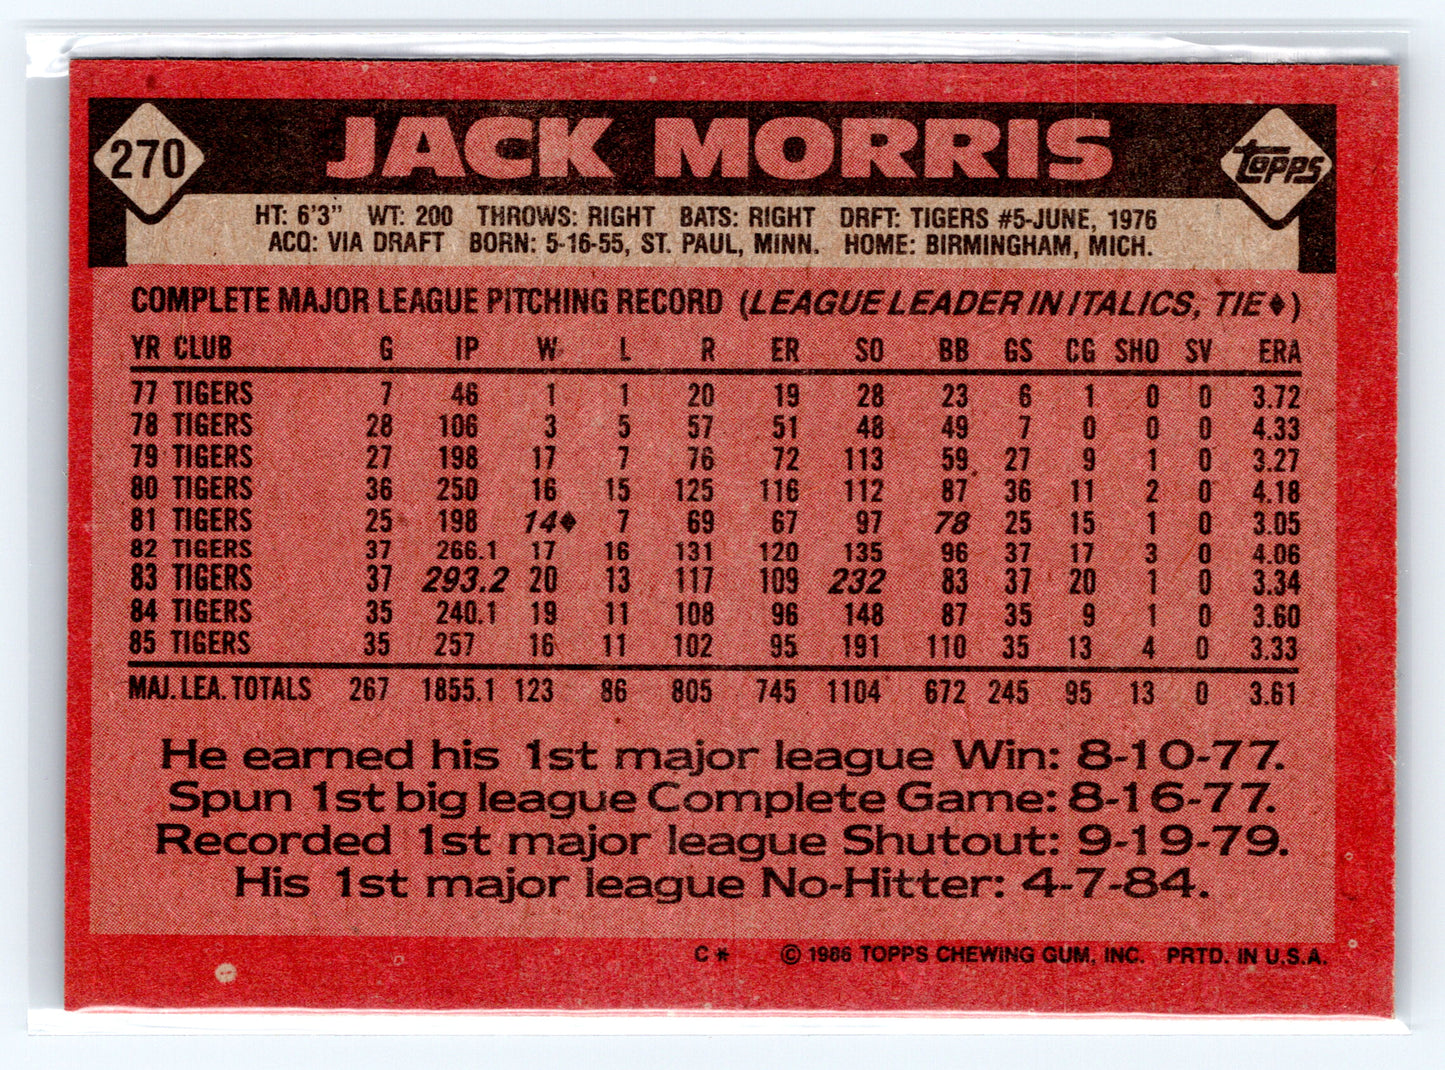 270 JACK MORRIS topps
HT: 6'3" WT: 200 THROWS: RIGHT BATS: RIGHT DRFT: TIGERS #5-JUNE, 1976
ACQ: VIA DRAFT BORN: 5-16-55, ST. PAUL, MINN. HOME: BIRMINGHAM, MICH.
COMPLETE MAJOR LEAGUE PITCHING RECORD (LEAGUE LEADER IN ITALICS, TIE♦)
YR CLUB G IP W L R ER SO BB GS CG SHO SV ERA
77 TIGERS 7 46 1 1 20 19 28 23 6 1 0 0 3.72
78 TIGERS 28 106 3 5 57 51 48 49 7 0 0 0 4.33
79 TIGERS 27 198 17 7 76 72 113 59 27 9 1 0 3.27
80 TIGERS 36 250 16 15 125 116 112 87 36 11 2 0 4.18
81 TIGERS 25 198 14♦ 7 69 67 97 78 25 15 1 0 3.05
82 TIGERS 37 266.1 17 16 131 120 135 96 37 17 3 0 4.06
83 TIGERS 37 293.2 20 13 117 109 232 83 37 20 1 0 3.34
84 TIGERS 35 240.1 19 11 108 96 148 87 35 9 1 0 3.60
85 TIGERS 35 257 16 11 102 95 191 110 35 13 4 0 3.33
MAJ. LEA. TOTALS 267 1855.1 123 86 805 745 1104 672 245 95 13 0 3.61
He earned his 1st major league Win: 8-10-77.
Spun 1st big league Complete Game: 8-16-77.
Recorded 1st major league Shutout: 9-19-79.
His 1st major league No-Hitter: 4-7-84.
C * © 1986 TOPPS CHEWING GUM, INC. PRTD. IN U.S.A.